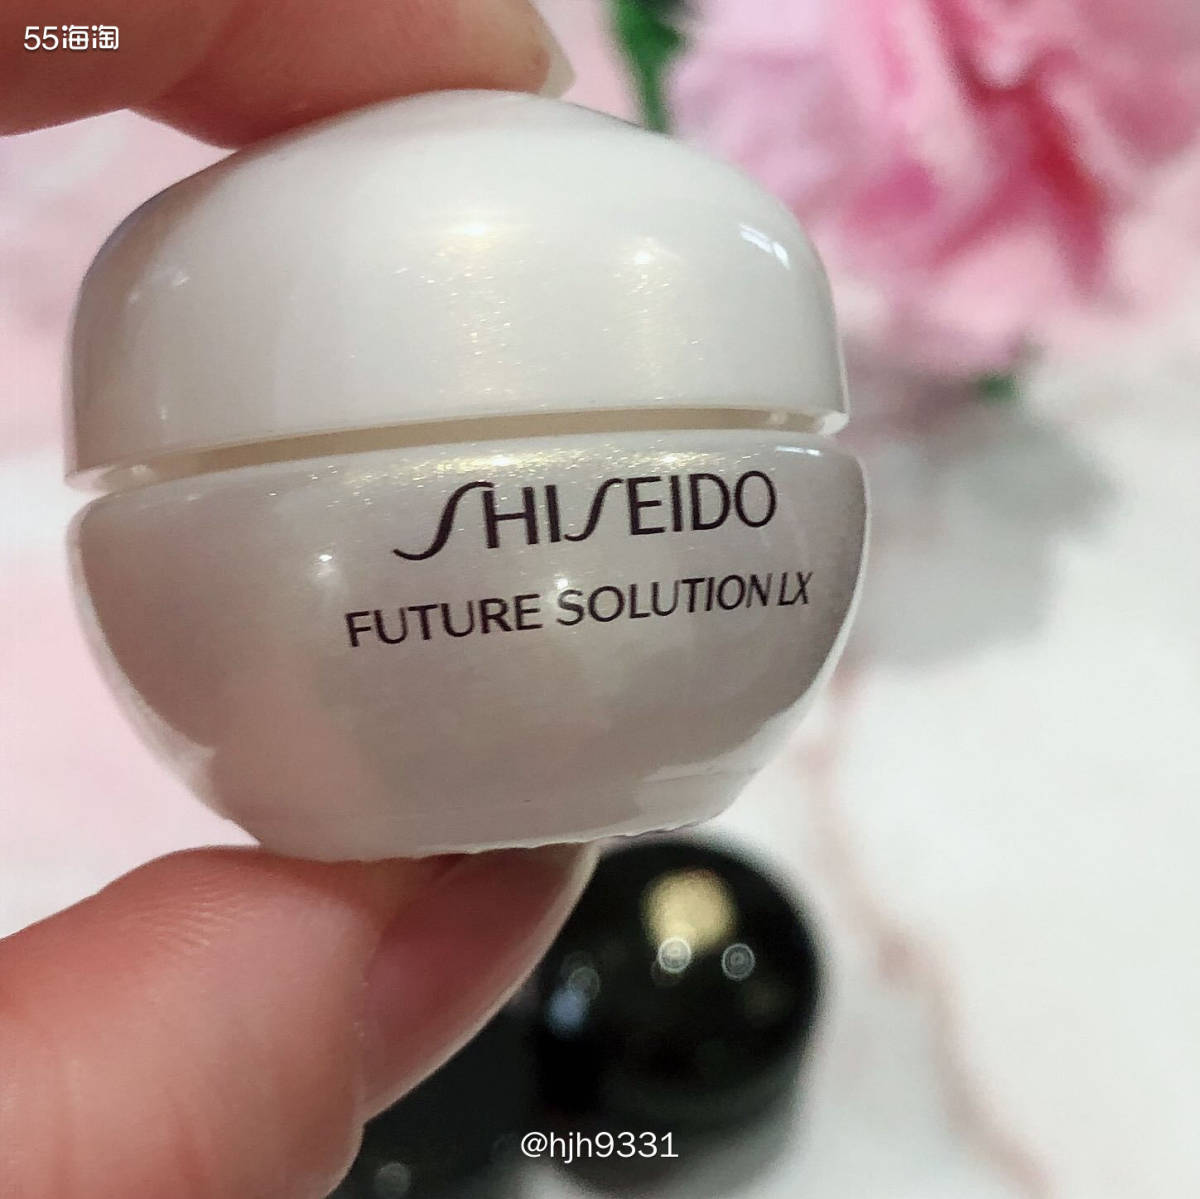 55海淘
SHISEIDO
FUTURE SOLUTION LX
@hjh9331